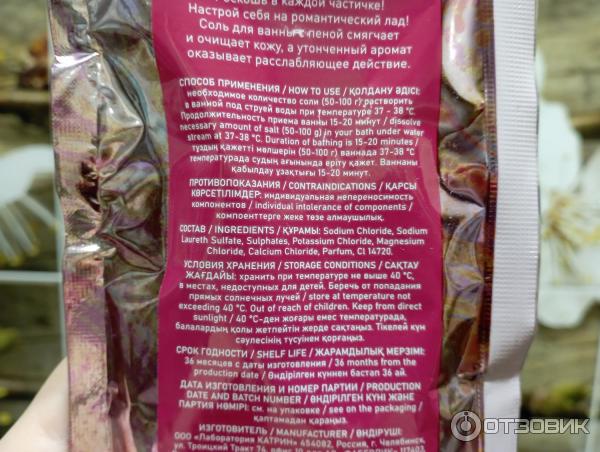 роскошь в каждой частичке!
Настрой себя на романтический лад!
Соль для ванны с пеной смягчает
и очищает кожу, а утонченный аромат
оказывает расслабляющее действие.
СПОСОБ ПРИМЕНЕНИЯ / HOW TO USE / ҚОЛДАНУ ӘДІСІ:
необходимое количество соли (50-100 г) растворить
в ванной под струей воды при температуре 37 – 38 °С.
Продолжительность приема ванны 15-20 минут / dissolve
necessary amount of salt (50-100 g) in your bath under water
stream at 37–38 °C. Duration of bathing is 15-20 minutes /
тұздың қажетті мөлшерін (50-100 г) ваннада 37–38 °С
температурада судың ағынында еріту қажет. Ваннаны
қабылдау ұзақтығы 15-20 минут.
ПРОТИВОПОКАЗАНИЯ / CONTRAINDICATIONS / ҚАРСЫ
КӨРСЕТІЛІМДЕР: индивидуальная непереносимость
компонентов / individual intolerance of components /
компоненттерге жеке төзе алмаушылық.
СОСТАВ / INGREDIENTS / ҚҰРАМЫ: Sodium Chloride, Sodium
Laureth Sulfate, Sulphates, Potassium Chloride, Magnesium
Chloride, Calcium Chloride, Parfum, CI 14720.
УСЛОВИЯ ХРАНЕНИЯ / STORAGE CONDITIONS / САҚТАУ
ЖАҒДАЙЫ: хранить при температуре не выше 40 °С,
в местах, недоступных для детей. Беречь от попадания
прямых солнечных лучей / store at temperature not
exceeding 40 °C. Out of reach of children. Keep from direct
sunlight / 40 °С-ден жоғары емес температурада,
балалардың қолы жетпейтін жерде сақтаңыз. Тікелей күн
сәулесінің түсуінен қорғаңыз.
СРОК ГОДНОСТИ / SHELF LIFE / ЖАРАМДЫЛЫҚ МЕРЗІМІ:
36 месяцев с даты изготовления / 36 months from the
production date / Өндірілген күннен бастап 36 ай.
ДАТА ИЗГОТОВЛЕНИЯ И НОМЕР ПАРТИИ / PRODUCTION
DATE AND BATCH NUMBER / ӨНДІРІЛГЕН КҮНІ ЖӘНЕ
ПАРТИЯ НӨМІРІ: см. на упаковке / see on the packaging /
қаптамадан қараңыз.
ИЗГОТОВИТЕЛЬ / MANUFACTURER / ӨНДІРУШІ:
ООО «Лаборатория КАТРИН» 454082, Россия, г. Челябинск,
ул. Троицкий Тракт
ОТЗОВИК